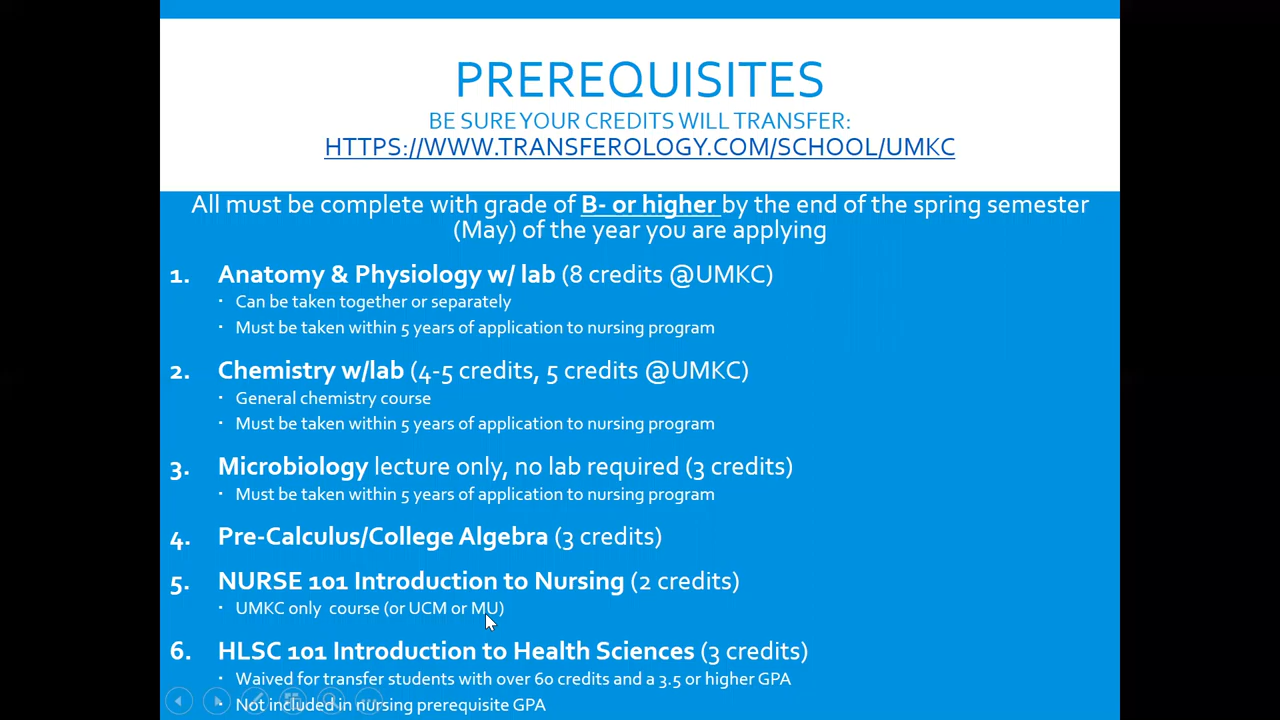 PREREQUISITES
BE SURE YOUR CREDITS WILL TRANSFER:
HTTPS://WWW.TRANSFEROLOGY.COM/SCHOOL/UMKC
All must be complete with grade of B- or higher by the end of the spring semester
(May) of the year you are applying
1. Anatomy & Physiology w/ lab (8 credits @UMKC)
· Can be taken together or separately
· Must be taken within 5 years of application to nursing program
2. Chemistry w/lab (4-5 credits, 5 credits @UMKC)
· General chemistry course
· Must be taken within 5 years of application to nursing program
3. Microbiology lecture only, no lab required (3 credits)
· Must be taken within 5 years of application to nursing program
4. Pre-Calculus/College Algebra (3 credits)
5. NURSE 101 Introduction to Nursing (2 credits)
· UMKC only course (or UCM or MU)
6. HLSC 101 Introduction to Health Sciences (3 credits)
· Waived for transfer students with over 60 credits and a 3.5 or higher GPA
· Not included in nursing prerequisite GPA